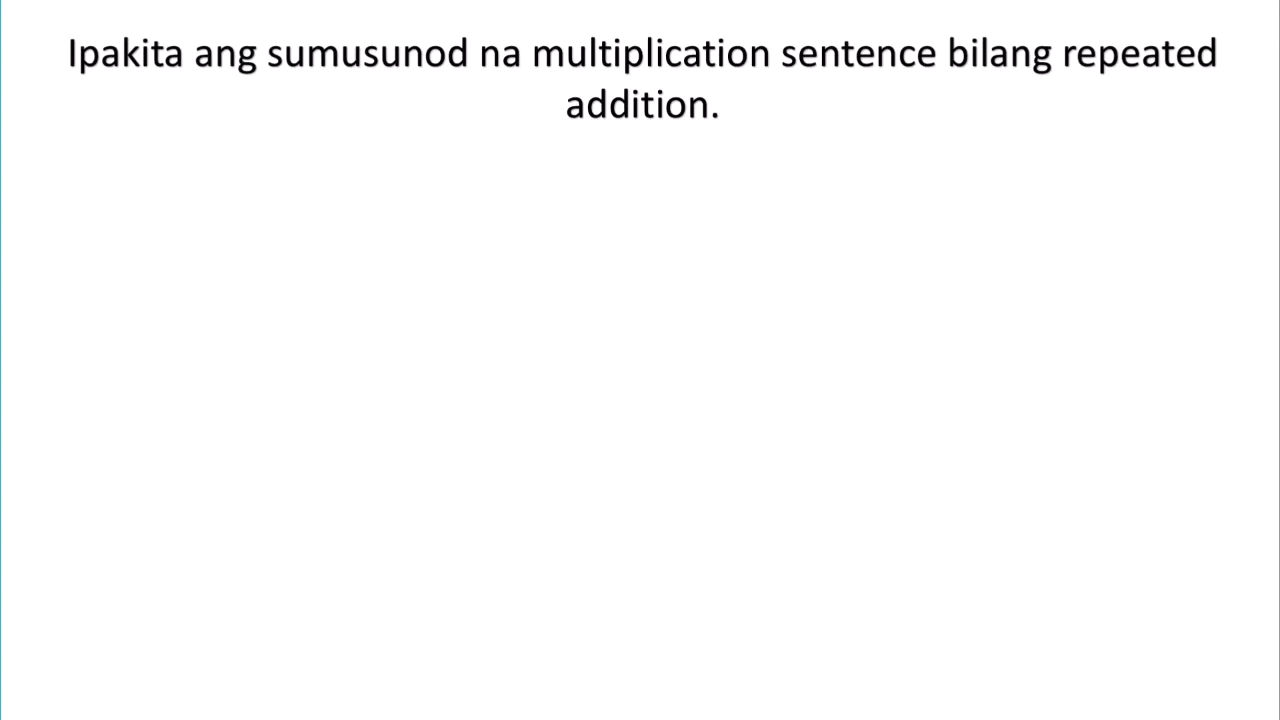 Ipakita ang sumusunod na multiplication sentence bilang repeated
addition.